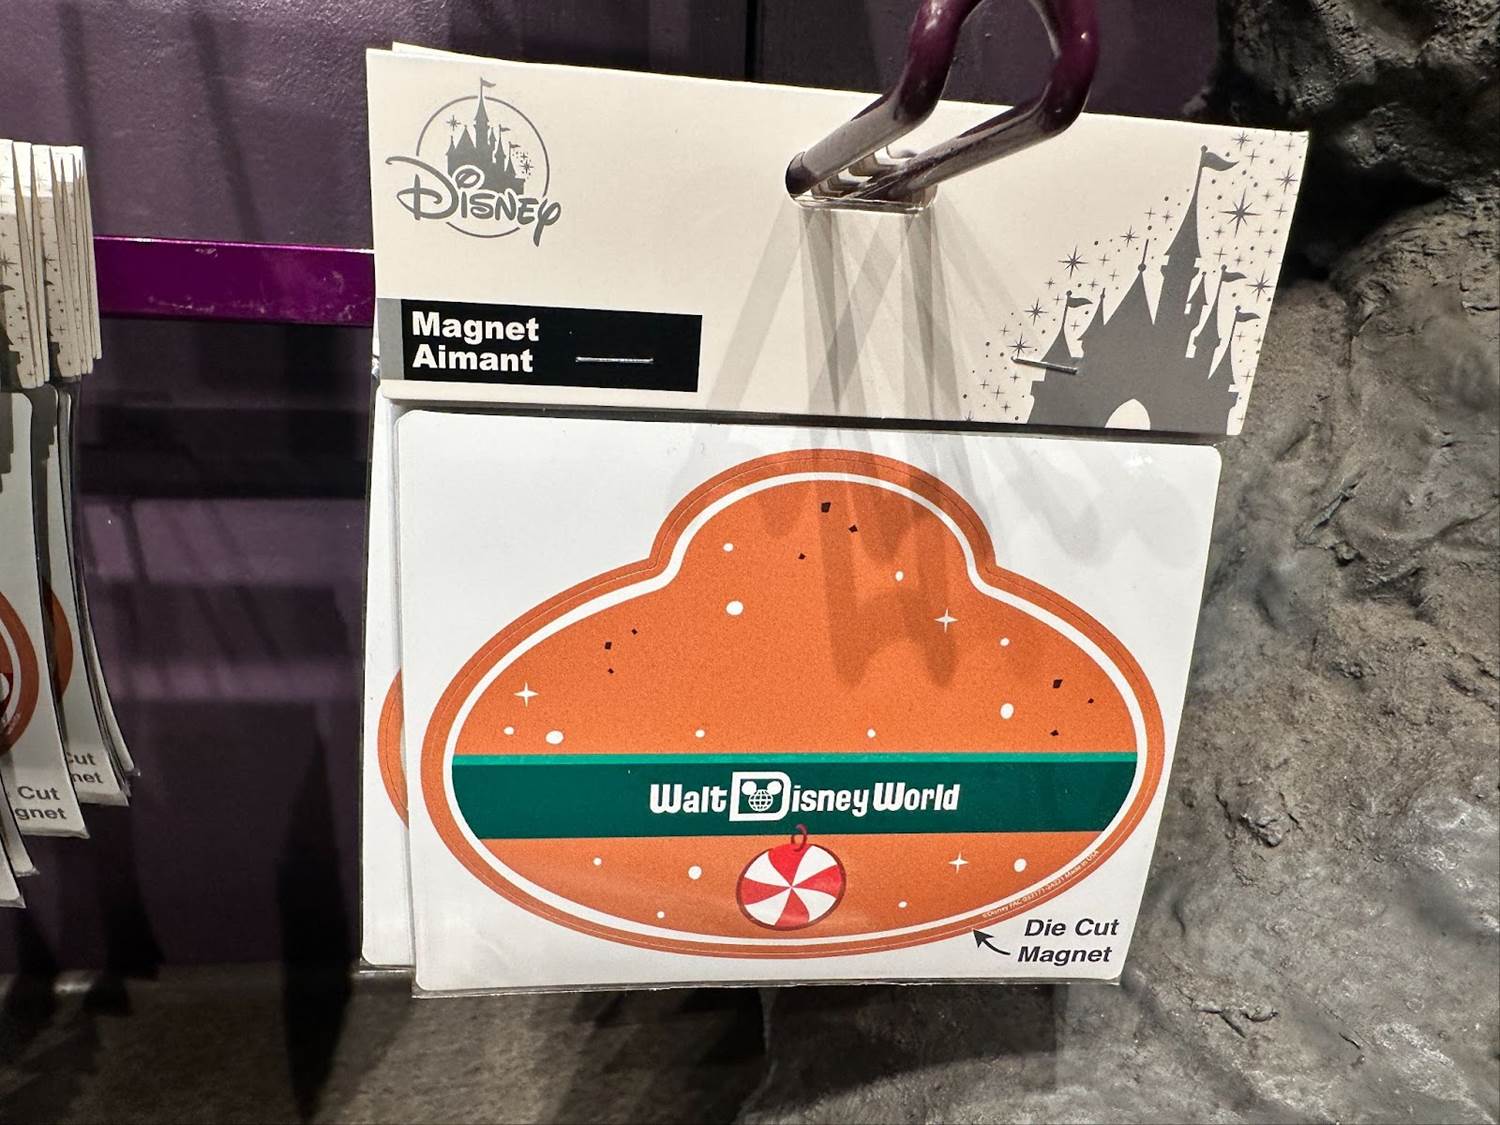 Disney
Magnet
Aimant
Walt Disney World
Die Cut
Magnet
Cut
net
Cut
gnet